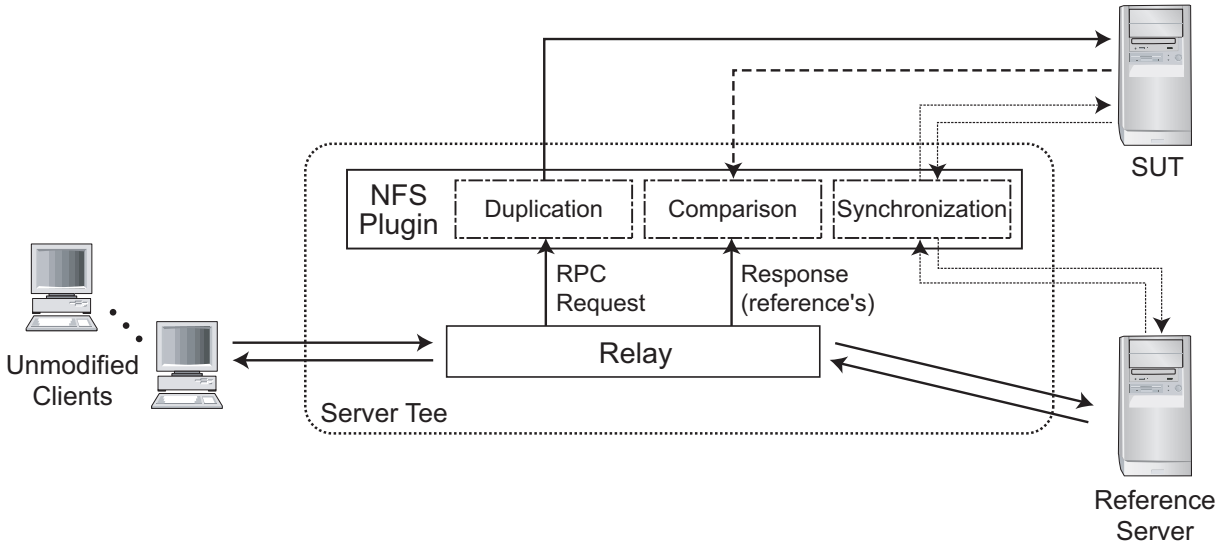 SUT
NFS
Plugin
Duplication
Comparison
Synchronization
RPC
Request
Response
(reference's)
Relay
Unmodified
Clients
Server Tee
Reference
Server